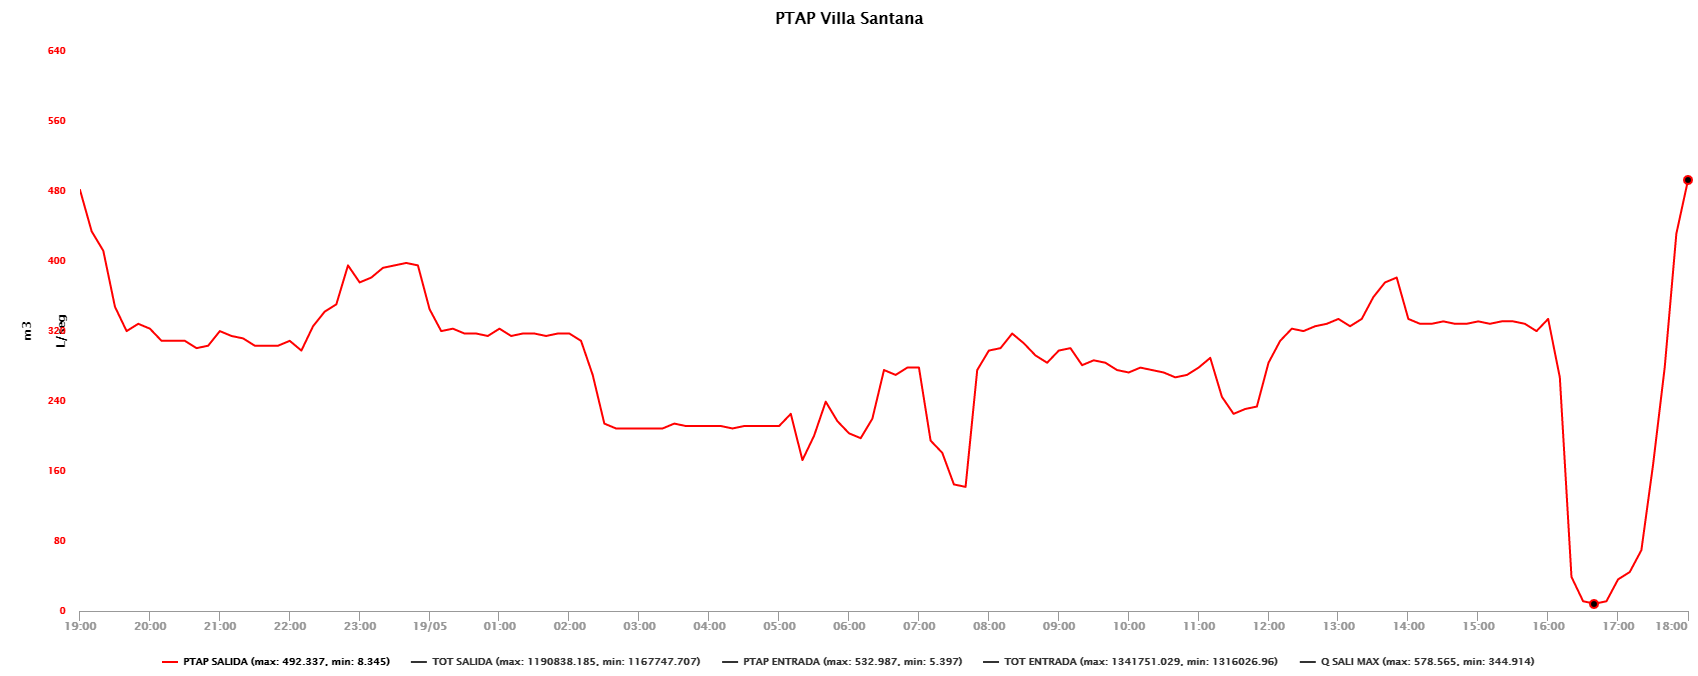 PTAP Villa Santana
640
560
480
400
320
240
160
80
0
m3
L/seg
19:00 20:00 21:00 22:00 23:00 19/05 01:00 02:00 03:00 04:00 05:00 06:00 07:00 08:00 09:00 10:00 11:00 12:00 13:00 14:00 15:00 16:00 17:00 18:00
PTAP SALIDA (max: 492.337, min: 8.345) TOT SALIDA (max: 1190838.185, min: 1167747.707) PTAP ENTRADA (max: 532.987, min: 5.397) TOT ENTRADA (max: 1341751.029, min: 1316026.96) Q SALI MAX (max: 578.565, min: 344.914)